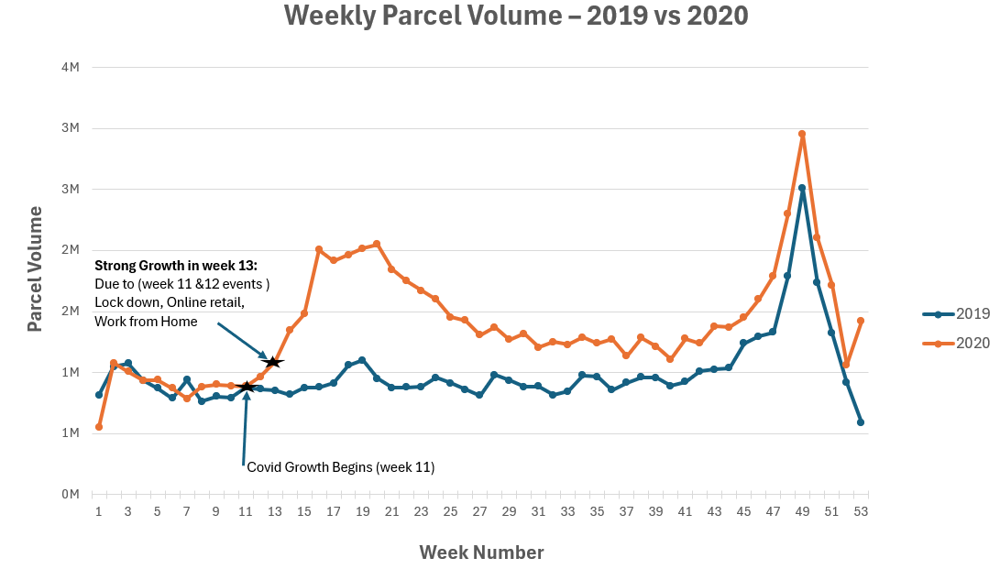 Weekly Parcel Volume – 2019 vs 2020
Parcel Volume
4M
3M
3M
2M
2M
1M
1M
0M
Strong Growth in week 13:
Due to (week 11 &12 events )
Lock down, Online retail,
Work from Home
Covid Growth Begins (week 11)
2019
2020
1 3 5 7 9 11 13 15 17 19 21 23 25 27 29 31 33 35 37 39 41 43 45 47 49 51 53
Week Number